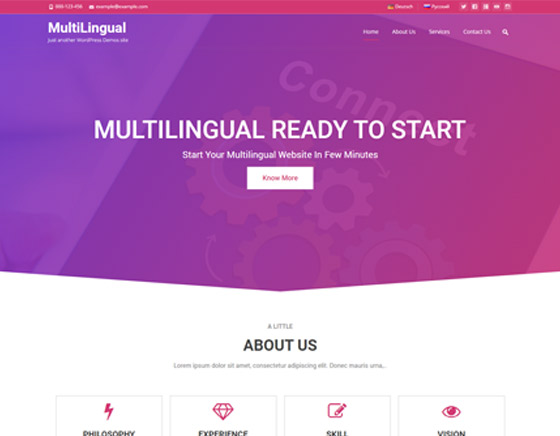 666-123-456 example@example.com Deutsch Русский
MultiLingual
Just another WordPress Demos site
Home About Us Services Contact Us
Connect
MULTILINGUAL READY TO START
Start Your Multilingual Website In Few Minutes
Know More
A LITTLE
ABOUT US
Lorem ipsum dolor sit amet, consectetur adipiscing elit. Donec mauris urna,..
PHILOSOPHY EXPERIENCE SKILL VISION